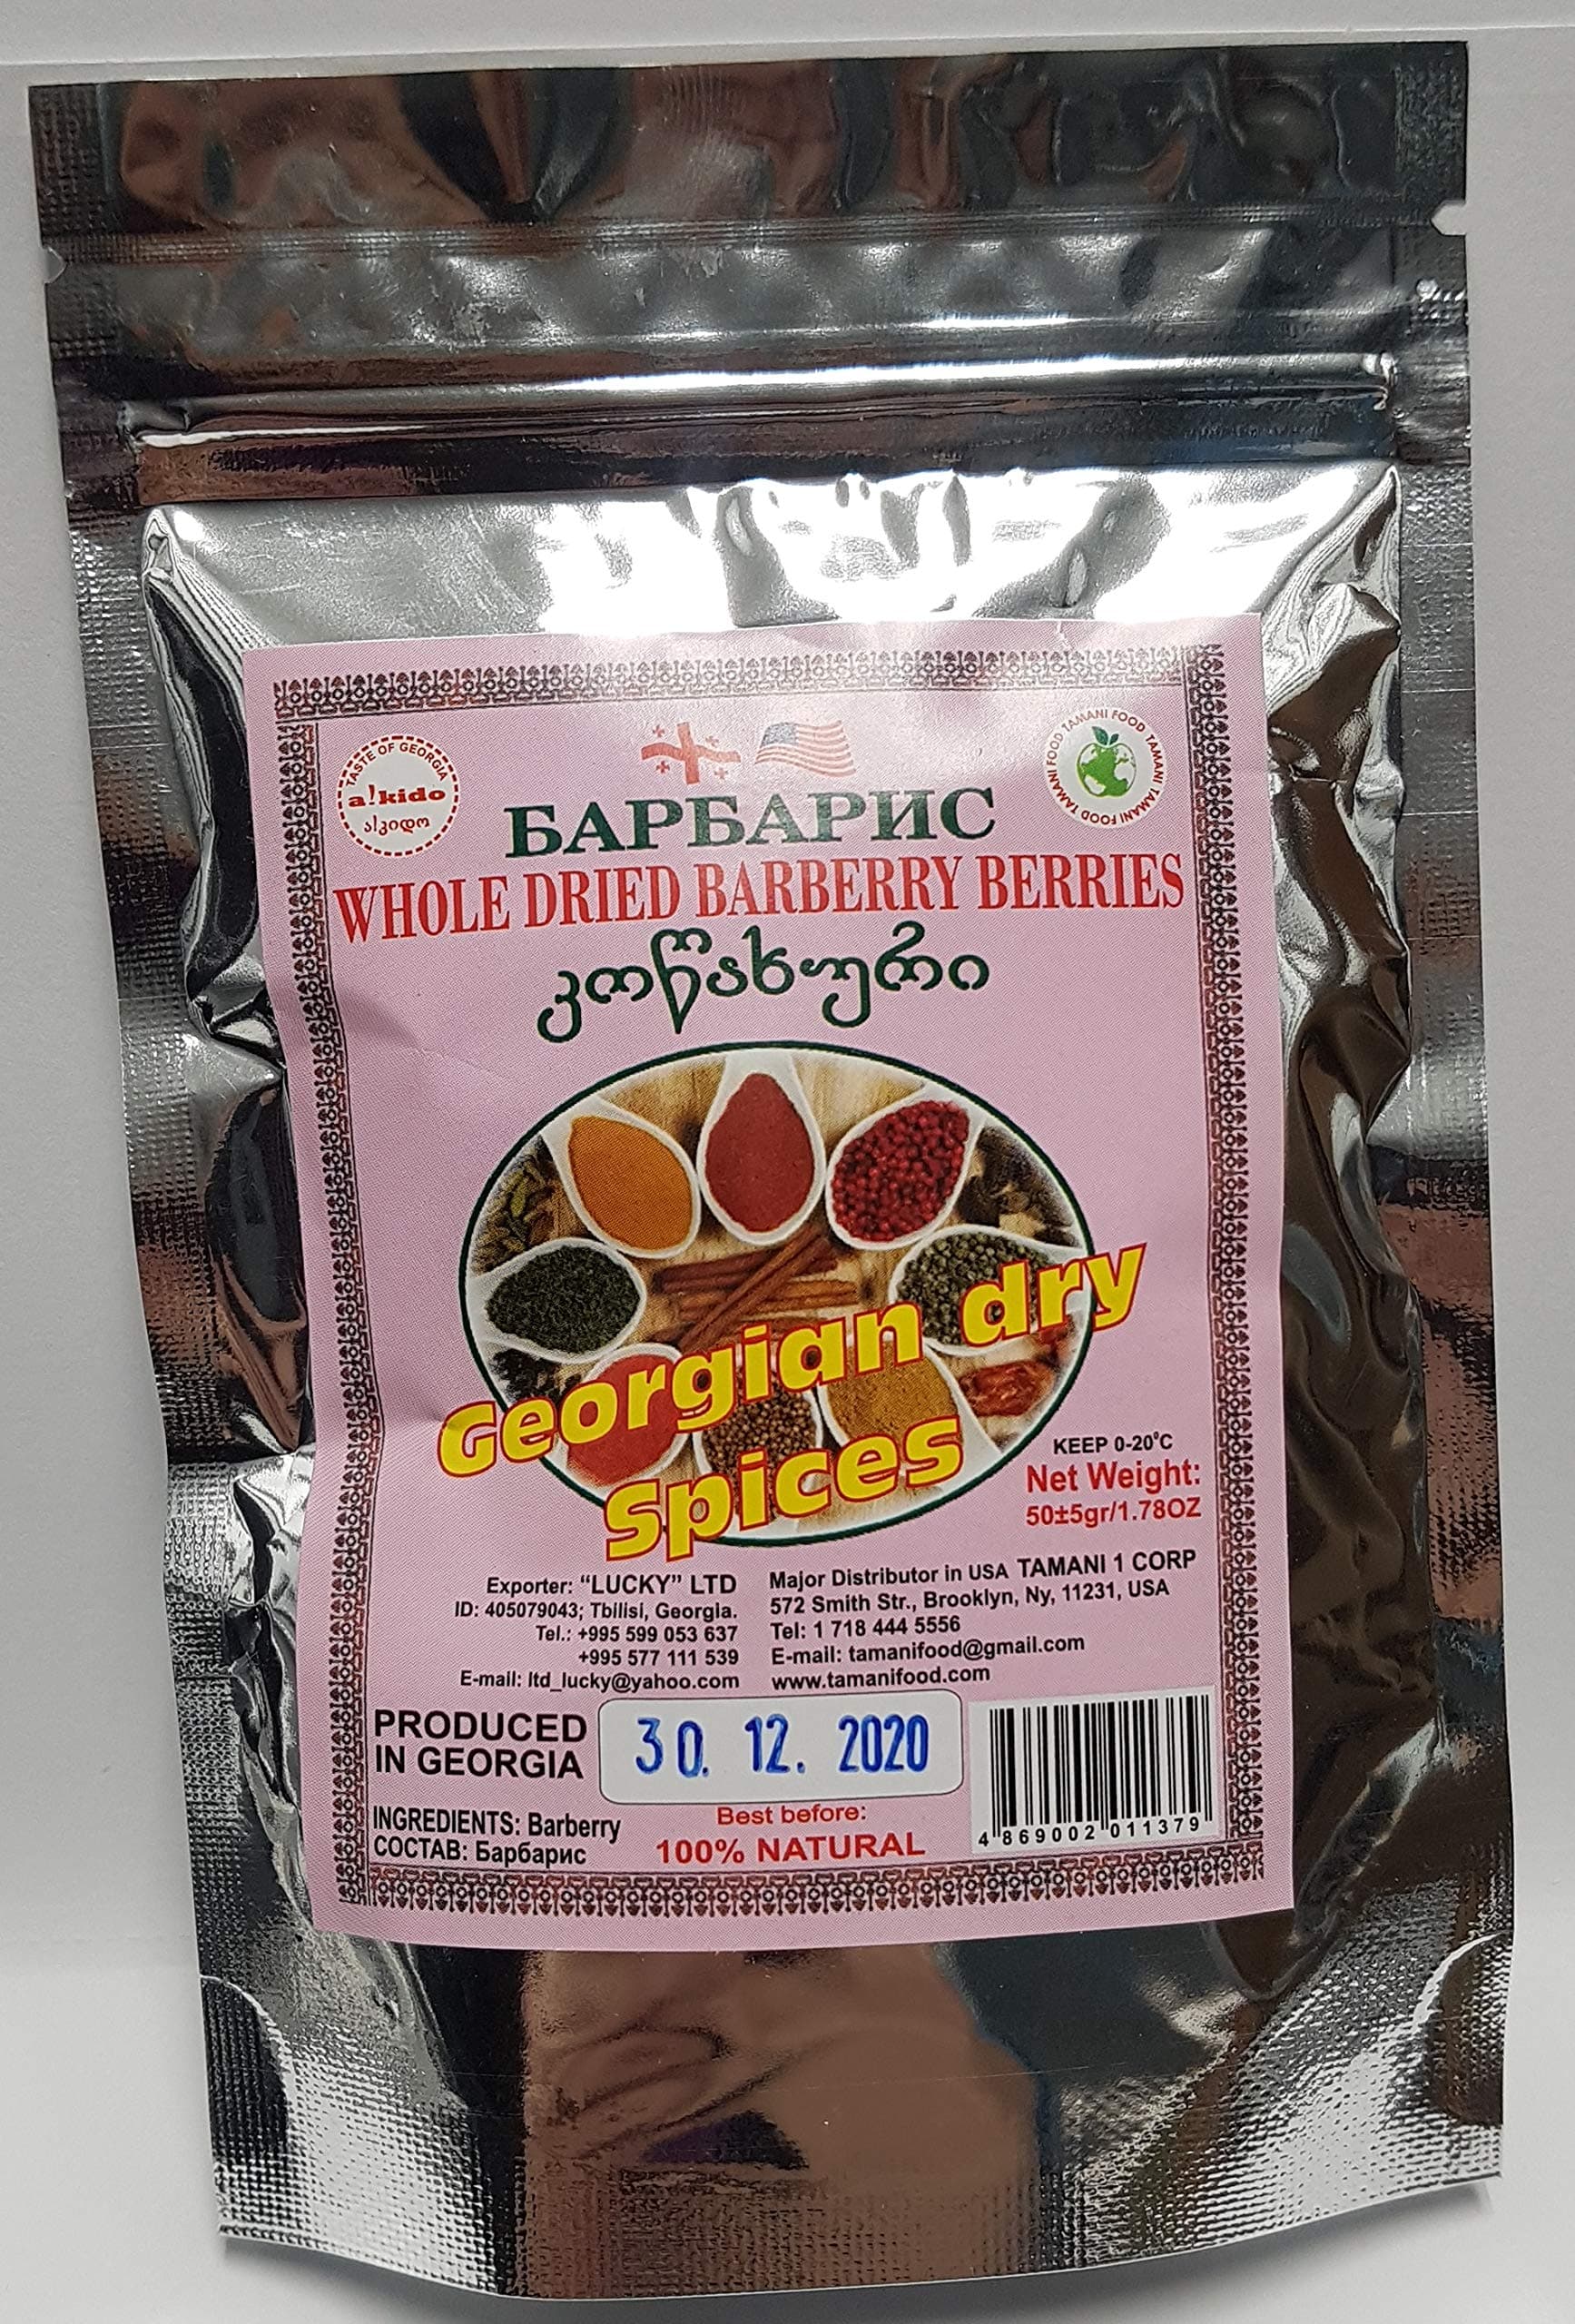 TASTE OF GEORGIA
a!kido
აჲკიდო
TAMANI FOOD TAMANI FOOD TAMANI FOOD TAMANI
БАРБАРИС
WHOLE DRIED BARBERRY BERRIES
კოწახური
Georgian dry
Spices
KEEP 0-20°C
Net Weight:
50±5gr/1.78OZ
Exporter: “LUCKY” LTD
ID: 405079043; Tbilisi, Georgia.
Tel.: +995 599 053 637
+995 577 111 539
E-mail: ltd_lucky@yahoo.com
Major Distributor in USA TAMANI 1 CORP
572 Smith Str., Brooklyn, Ny, 11231, USA
Tel: 1 718 444 5556
E-mail: tamanifood@gmail.com
www.tamanifood.com
PRODUCED
IN GEORGIA
30. 12. 2020
INGREDIENTS: Barberry
СОСТАВ: Барбарис
Best before:
100% NATURAL
4 869002 011379